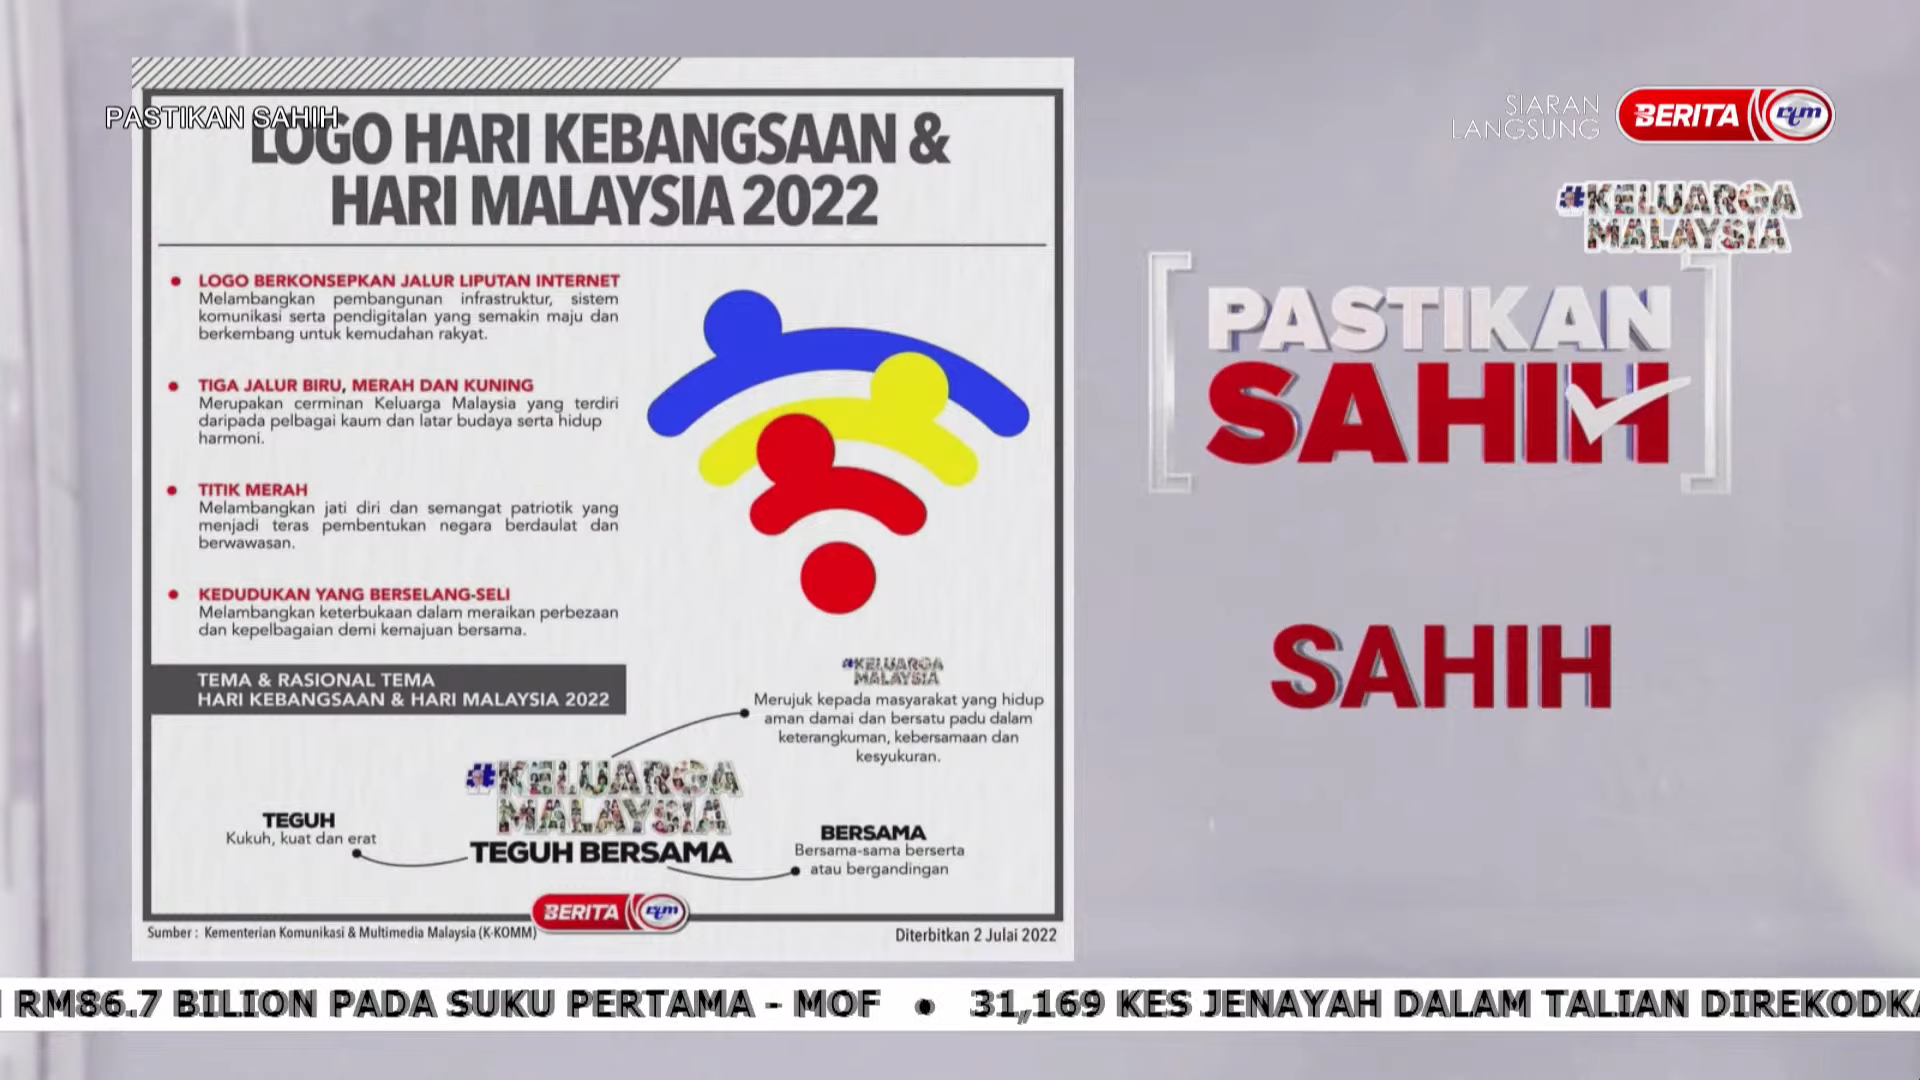 PASTIKAN SAHIH
LOGO HARI KEBANGSAAN &
HARI MALAYSIA 2022
LOGO BERKONSEPKAN JALUR LIPUTAN INTERNET
Melambangkan pembangunan infrastruktur, sistem
komunikasi serta pendigitalan yang semakin maju dan
berkembang untuk kemudahan rakyat.
TIGA JALUR BIRU, MERAH DAN KUNING
Merupakan cerminan Keluarga Malaysia yang terdiri
daripada pelbagai kaum dan latar budaya serta hidup
harmoni.
TITIK MERAH
Melambangkan jati diri dan semangat patriotik yang
menjadi teras pembentukan negara berdaulat dan
berwawasan.
KEDUDUKAN YANG BERSELANG-SELI
Melambangkan keterbukaan dalam meraikan perbezaan
dan kepelbagaian demi kemajuan bersama.
TEMA & RASIONAL TEMA
HARI KEBANGSAAN & HARI MALAYSIA 2022
#KELUARGA
MALAYSIA
Merujuk kepada masyarakat yang hidup
aman damai dan bersatu padu dalam
keterangkuman, kebersamaan dan
kesyukuran.
#KELUARGA
MALAYSIA
TEGUH BERSAMA
TEGUH
Kukuh, kuat dan erat
BERSAMA
Bersama-sama berserta
atau bergandingan
BERITA rtm
Sumber : Kementerian Komunikasi & Multimedia Malaysia (K-KOMM)
Diterbitkan 2 Julai 2022
SIARAN
LANGSUNG
BERITA rtm
#KELUARGA
MALAYSIA
PASTIKAN
SAHIH
SAHIH
RM86.7 BILION PADA SUKU PERTAMA - MOF • 31,169 KES JENAYAH DALAM TALIAN DIREKODKA